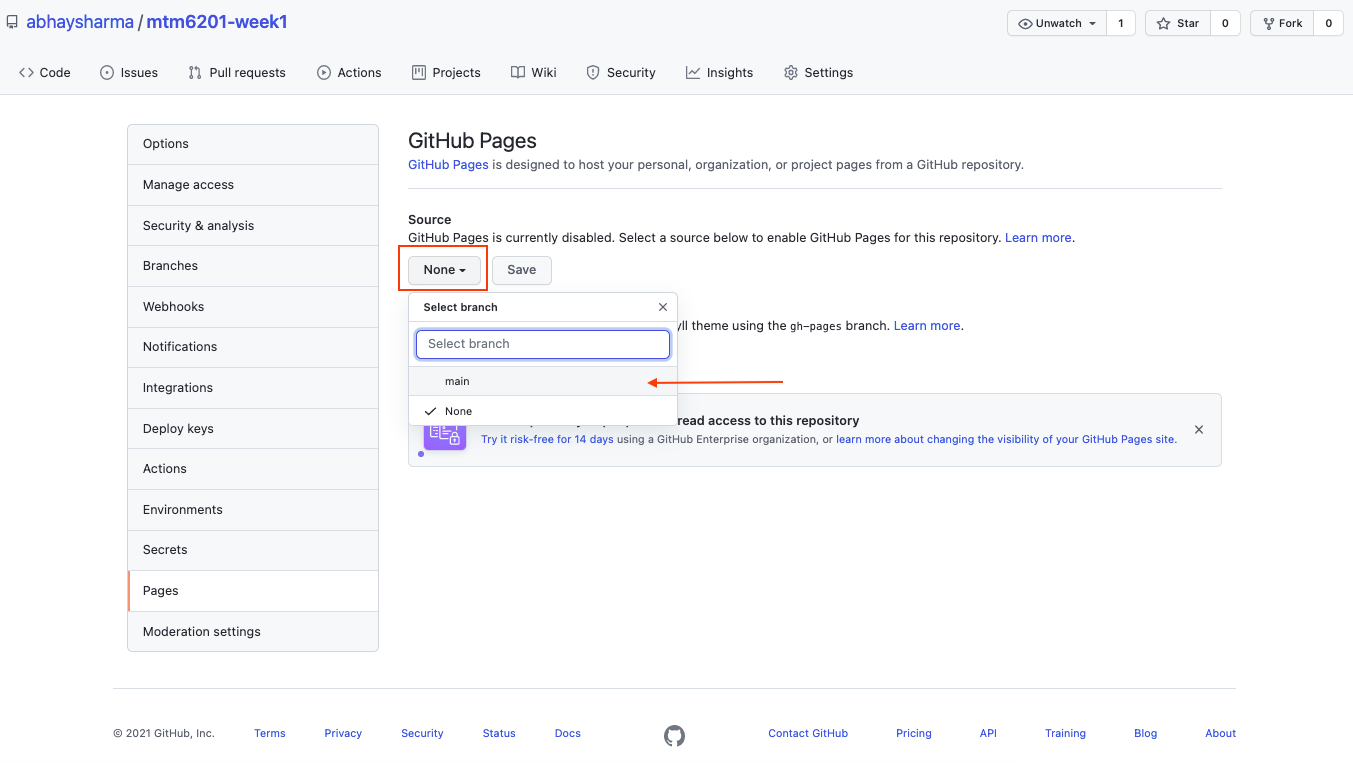 abhaysharma / mtm6201-week1
Unwatch 1 Star 0 Fork 0
Code Issues Pull requests Actions Projects Wiki Security Insights Settings
Options
Manage access
Security & analysis
Branches
Webhooks
Notifications
Integrations
Deploy keys
Actions
Environments
Secrets
Pages
Moderation settings
GitHub Pages
GitHub Pages is designed to host your personal, organization, or project pages from a GitHub repository.
Source
GitHub Pages is currently disabled. Select a source below to enable GitHub Pages for this repository. Learn more.
None Save
Select branch
theme using the gh-pages branch. Learn more.
Select branch
main
None
read access to this repository
Try it risk-free for 14 days using a GitHub Enterprise organization, or learn more about changing the visibility of your GitHub Pages site.
© 2021 GitHub, Inc. Terms Privacy Security Status Docs Contact GitHub Pricing API Training Blog About